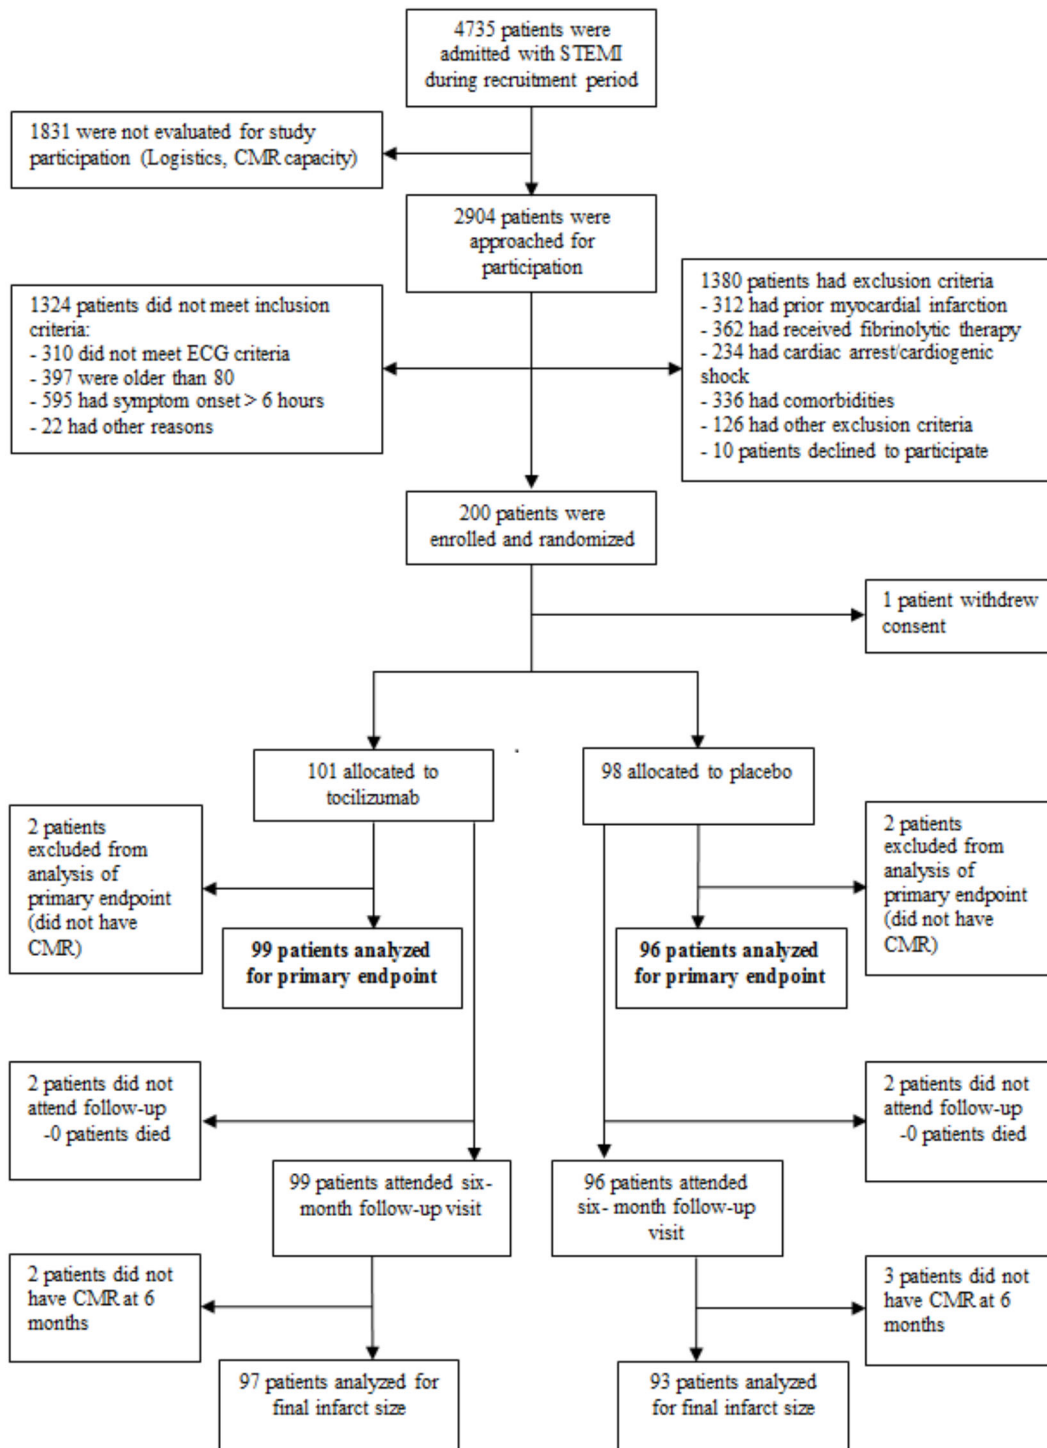 4735 patients were
admitted with STEMI
during recruitment period
1831 were not evaluated for study
participation (Logistics, CMR capacity)
2904 patients were
approached for
participation
1324 patients did not meet inclusion
criteria:
- 310 did not meet ECG criteria
- 397 were older than 80
- 595 had symptom onset > 6 hours
- 22 had other reasons
1380 patients had exclusion criteria
- 312 had prior myocardial infarction
- 362 had received fibrinolytic therapy
- 234 had cardiac arrest/cardiogenic
shock
- 336 had comorbidities
- 126 had other exclusion criteria
- 10 patients declined to participate
200 patients were
enrolled and randomized
1 patient withdrew
consent
101 allocated to
tocilizumab
98 allocated to placebo
2 patients
excluded from
analysis of
primary endpoint
(did not have
CMR)
2 patients
excluded from
analysis of
primary endpoint
(did not have
CMR)
99 patients analyzed
for primary endpoint
96 patients analyzed
for primary endpoint
2 patients did not
attend follow-up
-0 patients died
2 patients did not
attend follow-up
-0 patients died
99 patients attended six-
month follow-up visit
96 patients attended
six- month follow-up
visit
2 patients did not
have CMR at 6
months
3 patients did not
have CMR at 6
months
97 patients analyzed for
final infarct size
93 patients analyzed
for final infarct size